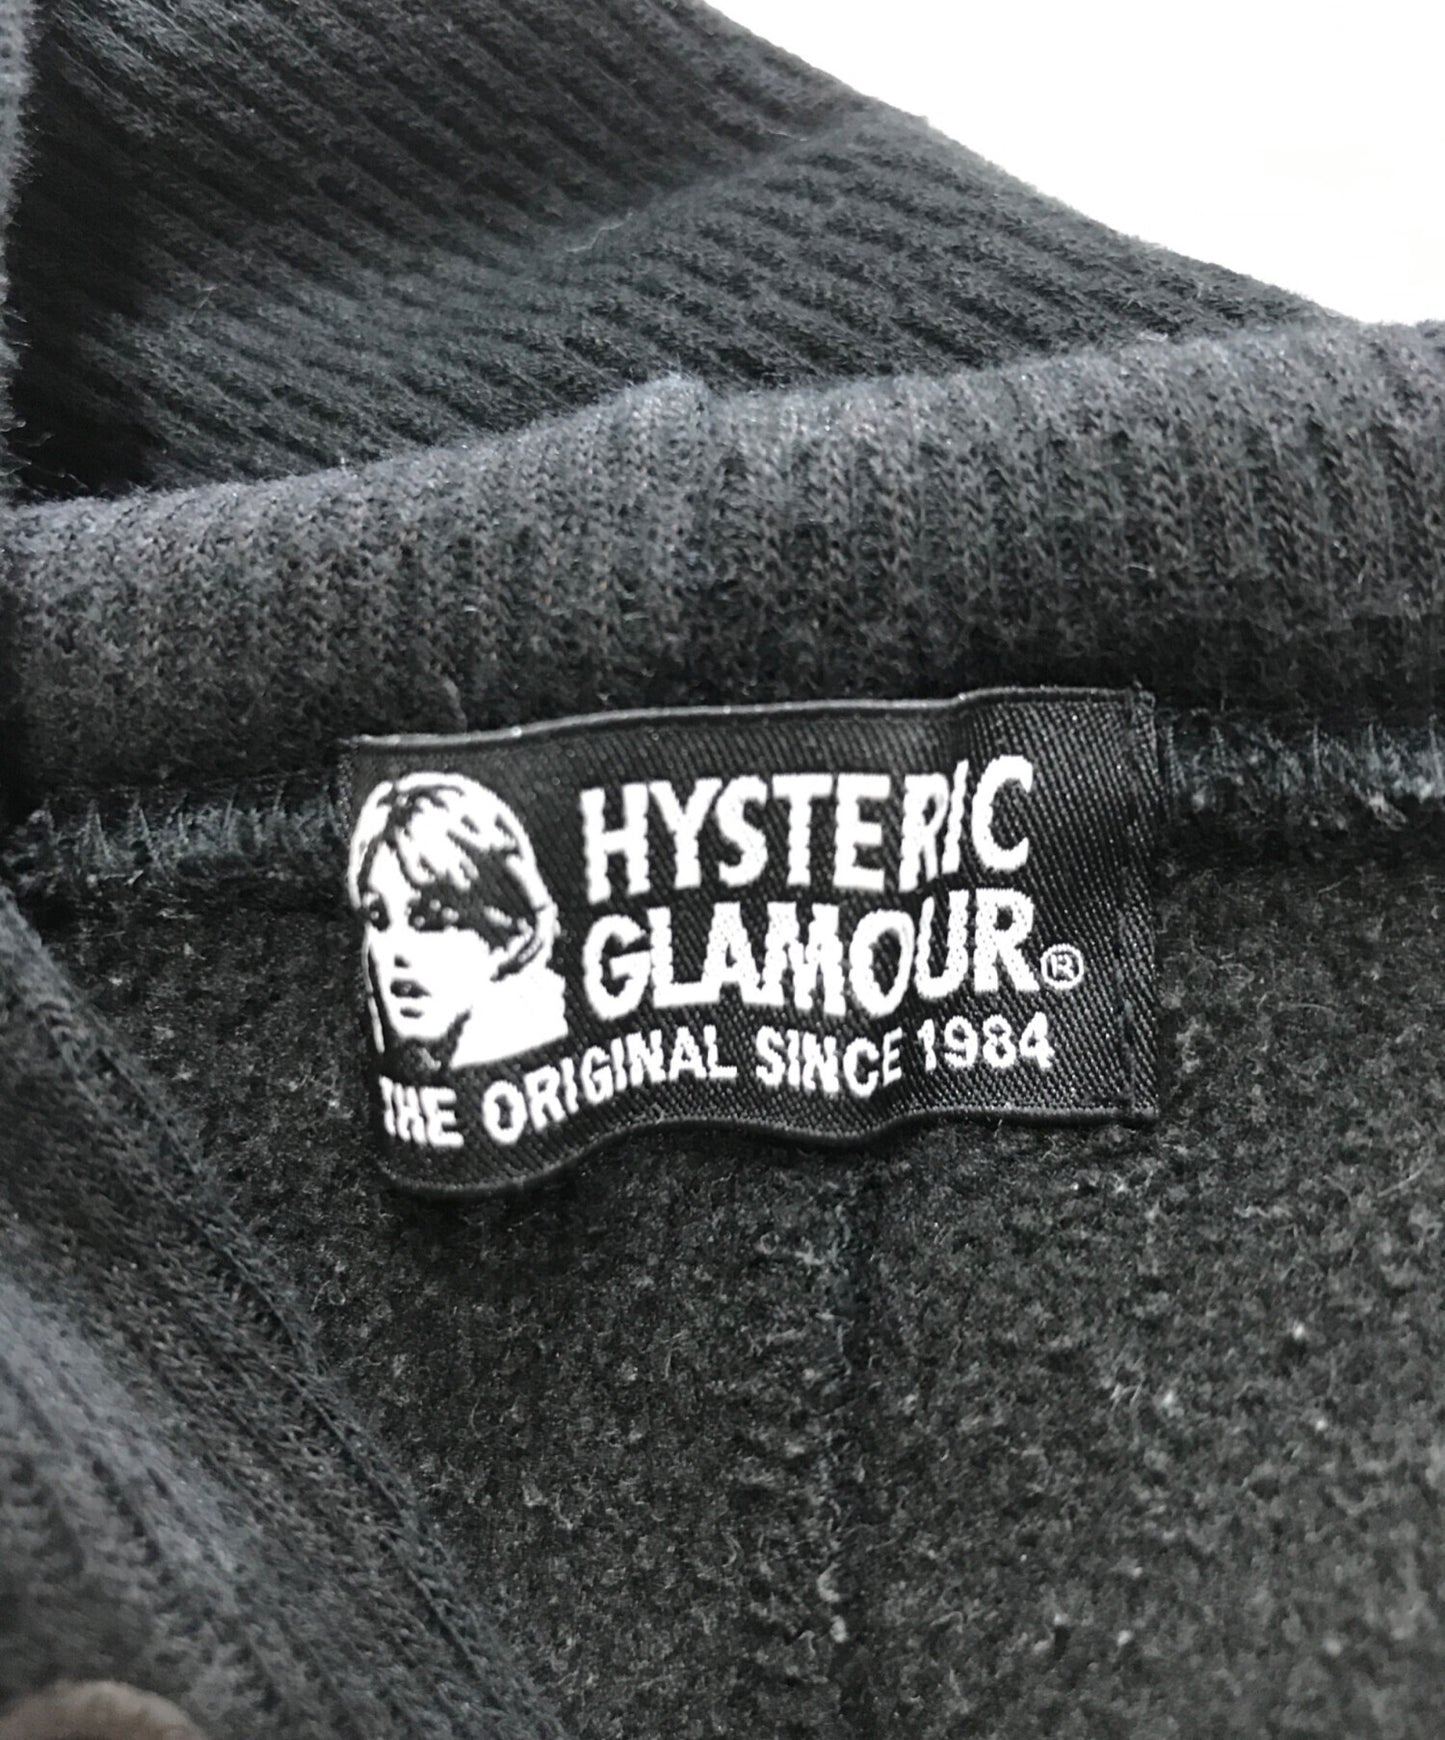 HYSTERIC
GLAMOUR®
THE ORIGINAL SINCE 1984